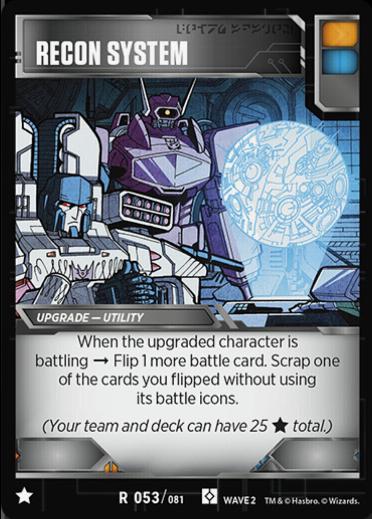 RECON SYSTEM
UPGRADE — UTILITY
When the upgraded character is
battling → Flip 1 more battle card. Scrap one
of the cards you flipped without using
its battle icons.
(Your team and deck can have 25 ★ total.)
★ R 053/081 WAVE 2 TM & © Hasbro. © Wizards.